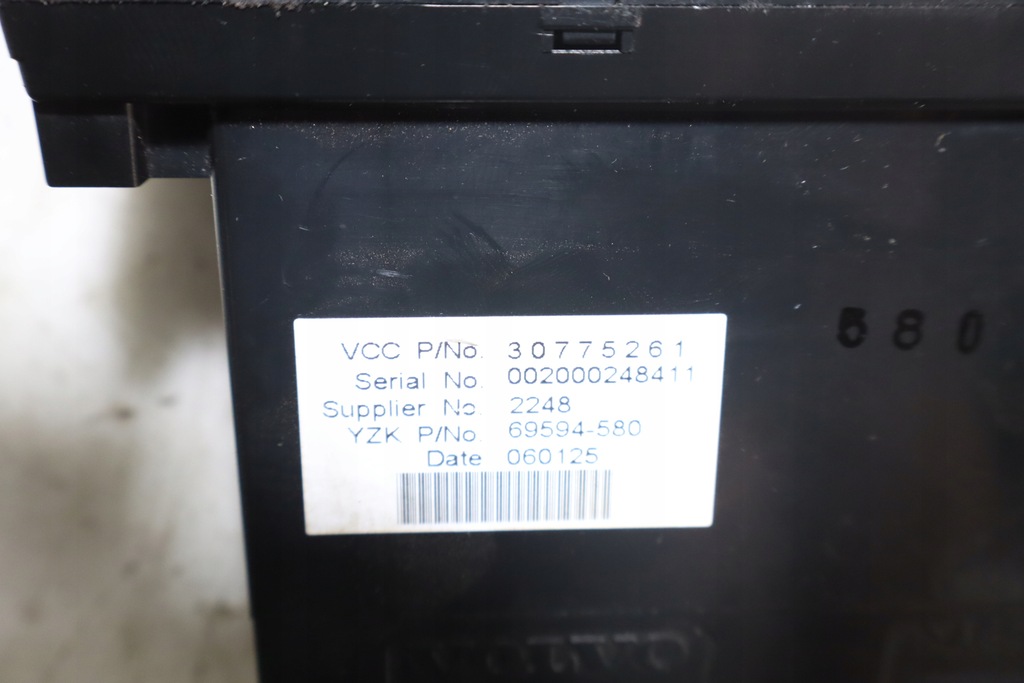 VCC P/No. 30775261
Serial No. 002000248411
Supplier No. 2248
YZK P/No. 69594-580
Date 060125
580